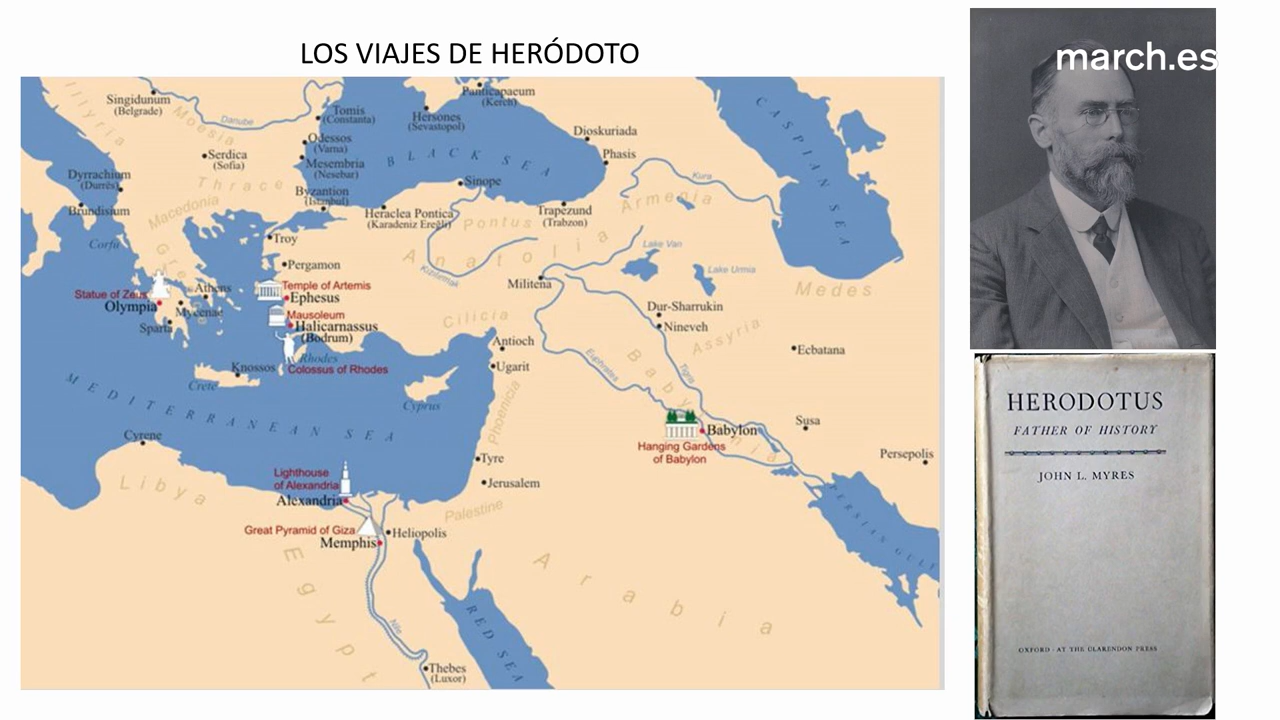 LOS VIAJES DE HERÓDOTO
march.es
Illyria
Singidunum
(Belgrade)
Moesia
Danube
Tomis
(Constanta)
Hersones
(Sevastopol)
Panticapaeum
(Kerch)
Dioskuriada
Phasis
CASPIAN SEA
Odessos
(Varna)
Mesembria
(Nesebar)
BLACK SEA
Serdica
(Sofia)
Thrace
Byzantion
(Istanbul)
Sinope
Kura
Dyrrachium
(Durrës)
Brundisium
Macedonia
Heraclea Pontica
(Karadeniz Ereğli)
Pontus
Trapezund
(Trabzon)
Armenia
Corfu
Greece
Troy
Anatolia
Lake Van
Lake Urmia
Pergamon
Kizilirmak
Militena
Medes
Statue of Zeus
Olympia
Athens
Mycenae
Sparta
Temple of Artemis
Ephesus
Mausoleum
Halicarnassus
(Bodrum)
Rhodes
Colossus of Rhodes
Cilicia
Antioch
Ugarit
Dur-Sharrukin
Nineveh
Assyria
Ecbatana
Knossos
Crete
Cyprus
Phoenicia
Euphrates
Tigris
Babylonia
MEDITERRANEAN SEA
Cyrene
Babylon
Hanging Gardens
of Babylon
Susa
Persepolis
Libya
Lighthouse
of Alexandria
Alexandria
Tyre
Jerusalem
Palestine
PERSIAN GULF
Great Pyramid of Giza
Memphis
Heliopolis
Egypt
Arabia
Nile
RED SEA
Thebes
(Luxor)
HERODOTUS
FATHER OF HISTORY
JOHN L. MYRES
OXFORD · AT THE CLARENDON PRESS